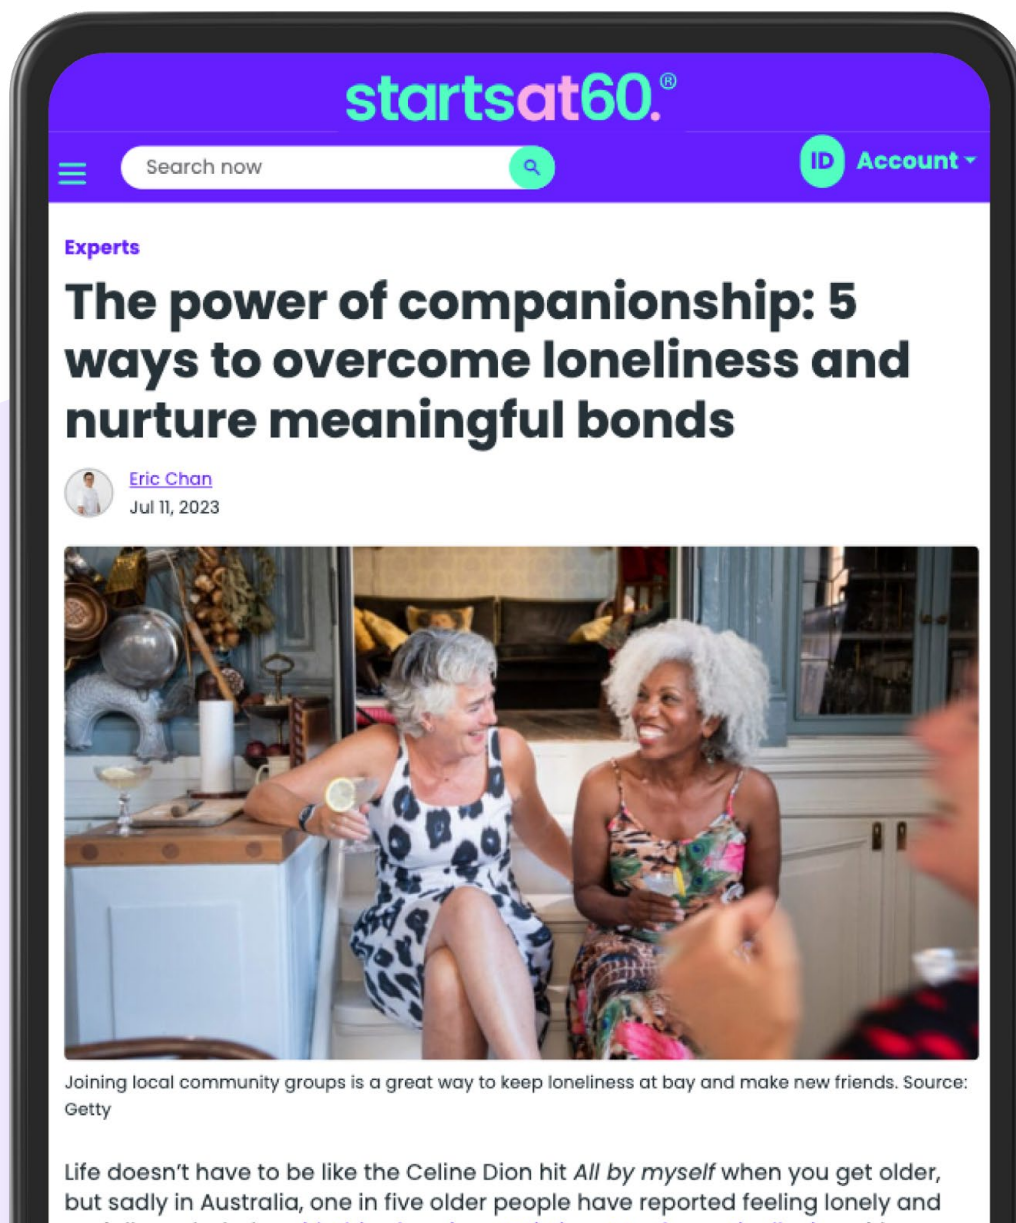 startsat60.®
Search now
ID Account
Experts
The power of companionship: 5
ways to overcome loneliness and
nurture meaningful bonds
Eric Chan
Jul 11, 2023
Joining local community groups is a great way to keep loneliness at bay and make new friends. Source:
Getty
Life doesn't have to be like the Celine Dion hit All by myself when you get older,
but sadly in Australia, one in five older people have reported feeling lonely and